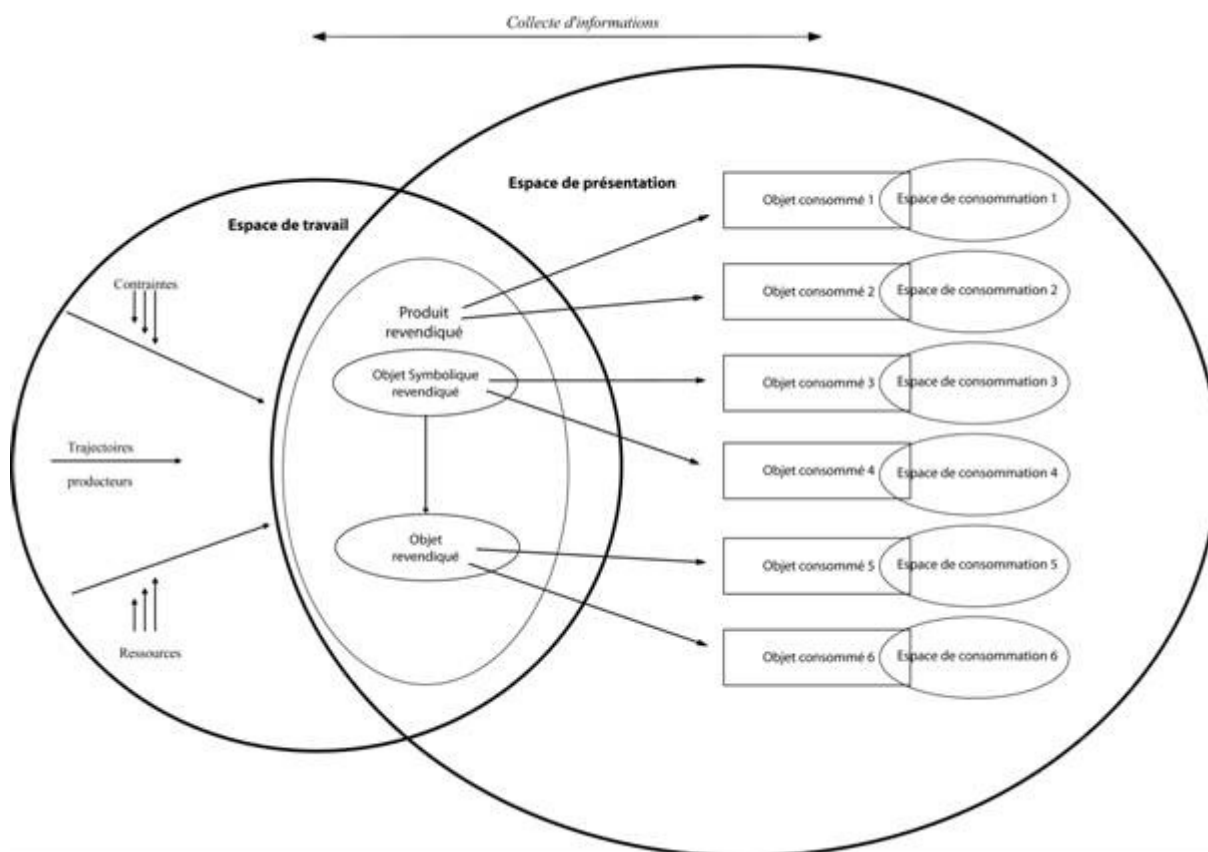 Collecte d'informations
Espace de présentation
Espace de travail
Contraintes
Trajectoires
producteurs
Ressources
Produit
revendiqué
Objet Symbolique
revendiqué
Objet
revendiqué
Objet consommé 1
Espace de consommation 1
Objet consommé 2
Espace de consommation 2
Objet consommé 3
Espace de consommation 3
Objet consommé 4
Espace de consommation 4
Objet consommé 5
Espace de consommation 5
Objet consommé 6
Espace de consommation 6